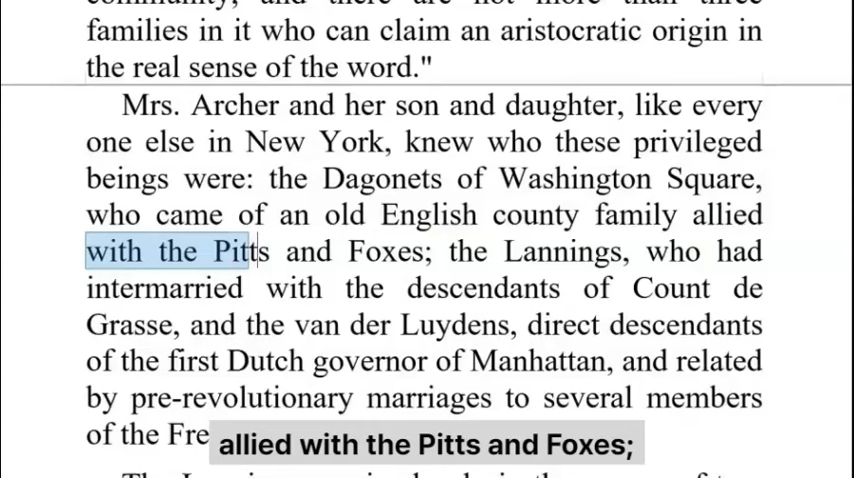 families in it who can claim an aristocratic origin in
the real sense of the word."
Mrs. Archer and her son and daughter, like every
one else in New York, knew who these privileged
beings were: the Dagonets of Washington Square,
who came of an old English county family allied
with the Pitts and Foxes; the Lannings, who had
intermarried with the descendants of Count de
Grasse, and the van der Luydens, direct descendants
of the first Dutch governor of Manhattan, and related
by pre-revolutionary marriages to several members
of the Fre
allied with the Pitts and Foxes;